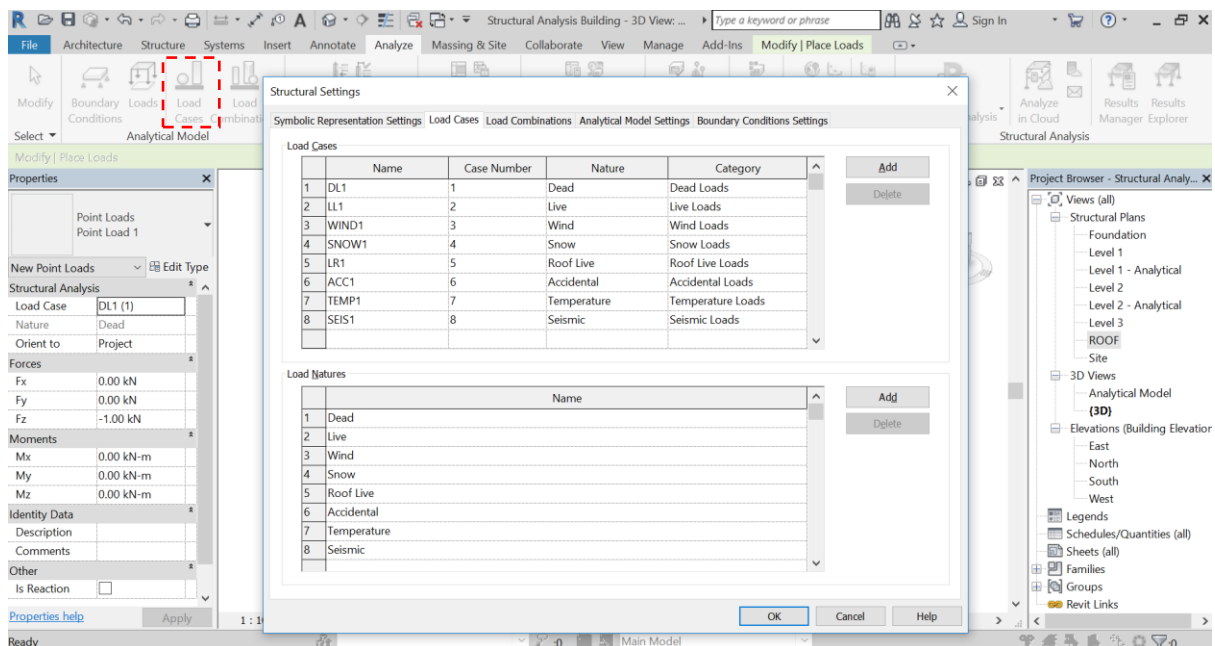 Structural Analysis Building - 3D View: ...
Type a keyword or phrase
Sign In
File Architecture Structure Systems Insert Annotate Analyze Massing & Site Collaborate View Manage Add-Ins Modify | Place Loads
Modify
Boundary Conditions
Loads
Load Cases
Load
Analyze in Cloud
Results Manager
Results Explorer
Select
Analytical Model
Structural Analysis
Modify | Place Loads
Properties
Point Loads
Point Load 1
New Point Loads Edit Type
Structural Analysis
Load Case DL1 (1)
Nature Dead
Orient to Project
Forces
Fx 0.00 kN
Fy 0.00 kN
Fz -1.00 kN
Moments
Mx 0.00 kN-m
My 0.00 kN-m
Mz 0.00 kN-m
Identity Data
Description
Comments
Other
Is Reaction
Properties help Apply
Ready
Structural Settings
Symbolic Representation Settings Load Cases Load Combinations Analytical Model Settings Boundary Conditions Settings
Load Cases
Name Case Number Nature Category
1 DL1 1 Dead Dead Loads
2 LL1 2 Live Live Loads
3 WIND1 3 Wind Wind Loads
4 SNOW1 4 Snow Snow Loads
5 LR1 5 Roof Live Roof Live Loads
6 ACC1 6 Accidental Accidental Loads
7 TEMP1 7 Temperature Temperature Loads
8 SEIS1 8 Seismic Seismic Loads
Add
Delete
Load Natures
Name
1 Dead
2 Live
3 Wind
4 Snow
5 Roof Live
6 Accidental
7 Temperature
8 Seismic
Add
Delete
OK Cancel Help
Main Model
Project Browser - Structural Analy...
Views (all)
Structural Plans
Foundation
Level 1
Level 1 - Analytical
Level 2
Level 2 - Analytical
Level 3
ROOF
Site
3D Views
Analytical Model
{3D}
Elevations (Building Elevation
East
North
South
West
Legends
Schedules/Quantities (all)
Sheets (all)
Families
Groups
Revit Links